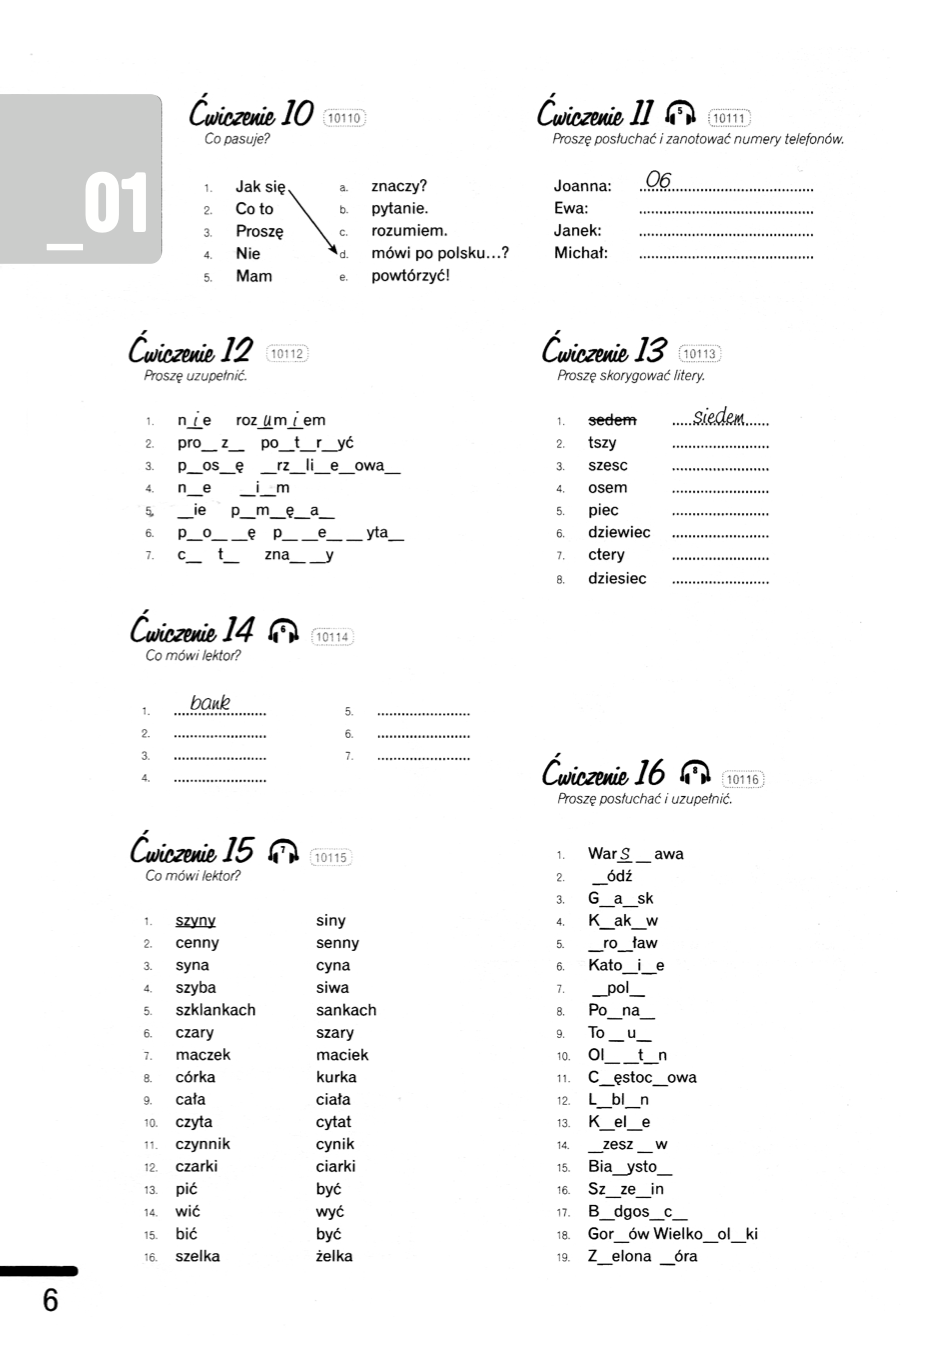 _01
Ćwiczenie 10 10110
Co pasuje?
1. Jak się a. znaczy?
2. Co to b. pytanie.
3. Proszę c. rozumiem.
4. Nie d. mówi po polsku...?
5. Mam e. powtórzyć!
Ćwiczenie 11 5 10111
Proszę posłuchać i zanotować numery telefonów.
Joanna: 06
Ewa:
Janek:
Michał:
Ćwiczenie 12 10112
Proszę uzupełnić.
1. n i e roz u m i em
2. pro__ z__ po__t__r__yć
3. p__os__ę __rz__li__e__owa__
4. n__e __i__m
5. __ie p__m__ę__a__
6. p__o__ __ę p__ __e__ __yta__
7. c__ t__ zna__ __y
Ćwiczenie 13 10113
Proszę skorygować litery.
1. sedem siedem
2. tszy
3. szesc
4. osem
5. piec
6. dziewiec
7. ctery
8. dziesiec
Ćwiczenie 14 6 10114
Co mówi lektor?
1. bank 5.
2. 6.
3. 7.
4.
Ćwiczenie 15 7 10115
Co mówi lektor?
1. szyny siny
2. cenny senny
3. syna cyna
4. szyba siwa
5. szklankach sankach
6. czary szary
7. maczek maciek
8. córka kurka
9. cała ciała
10. czyta cytat
11. czynnik cynik
12. czarki ciarki
13. pić być
14. wić wyć
15. bić być
16. szelka żelka
Ćwiczenie 16 8 10116
Proszę posłuchać i uzupełnić.
1. War S __ awa
2. __ódź
3. G__a__sk
4. K__ak__w
5. __ro__ław
6. Kato__i__e
7. __pol__
8. Po__na__
9. To__u__
10. Ol__ __t__n
11. C__ęstoc__owa
12. L__bl__n
13. K__el__e
14. __zesz__w
15. Bia__ysto__
16. Sz__ze__in
17. B__dgos__c__
18. Gor__ów Wielko__ol__ki
19. Z__elona __óra
6